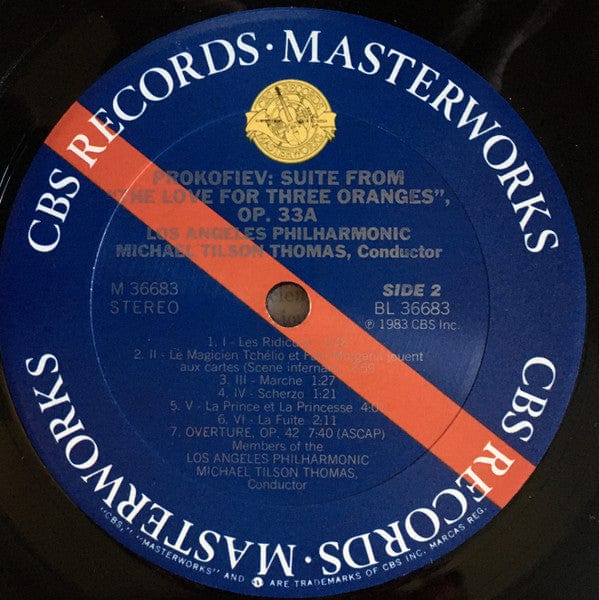 CBS RECORDS · MASTERWORKS
PROKOFIEV: SUITE FROM
"THE LOVE FOR THREE ORANGES",
OP. 33A
LOS ANGELES PHILHARMONIC
MICHAEL TILSON THOMAS, Conductor
M 36683
STEREO
SIDE 2
BL 36683
℗ 1983 CBS Inc.
1. I - Les Ridicules
2. II - Le Magicien Tchélio et Fata Morgana jouent
aux cartes (Scene infernale)
3. III - Marche 1:27
4. IV - Scherzo 1:21
5. V - La Prince et La Princesse
6. VI - La Fuite 2:11
7. OVERTURE, OP. 42 7:40 (ASCAP)
Members of the
LOS ANGELES PHILHARMONIC
MICHAEL TILSON THOMAS,
Conductor
CBS RECORDS · MASTERWORKS
"CBS," "MASTERWORKS" AND ARE TRADEMARKS OF CBS INC. MARCAS REG.